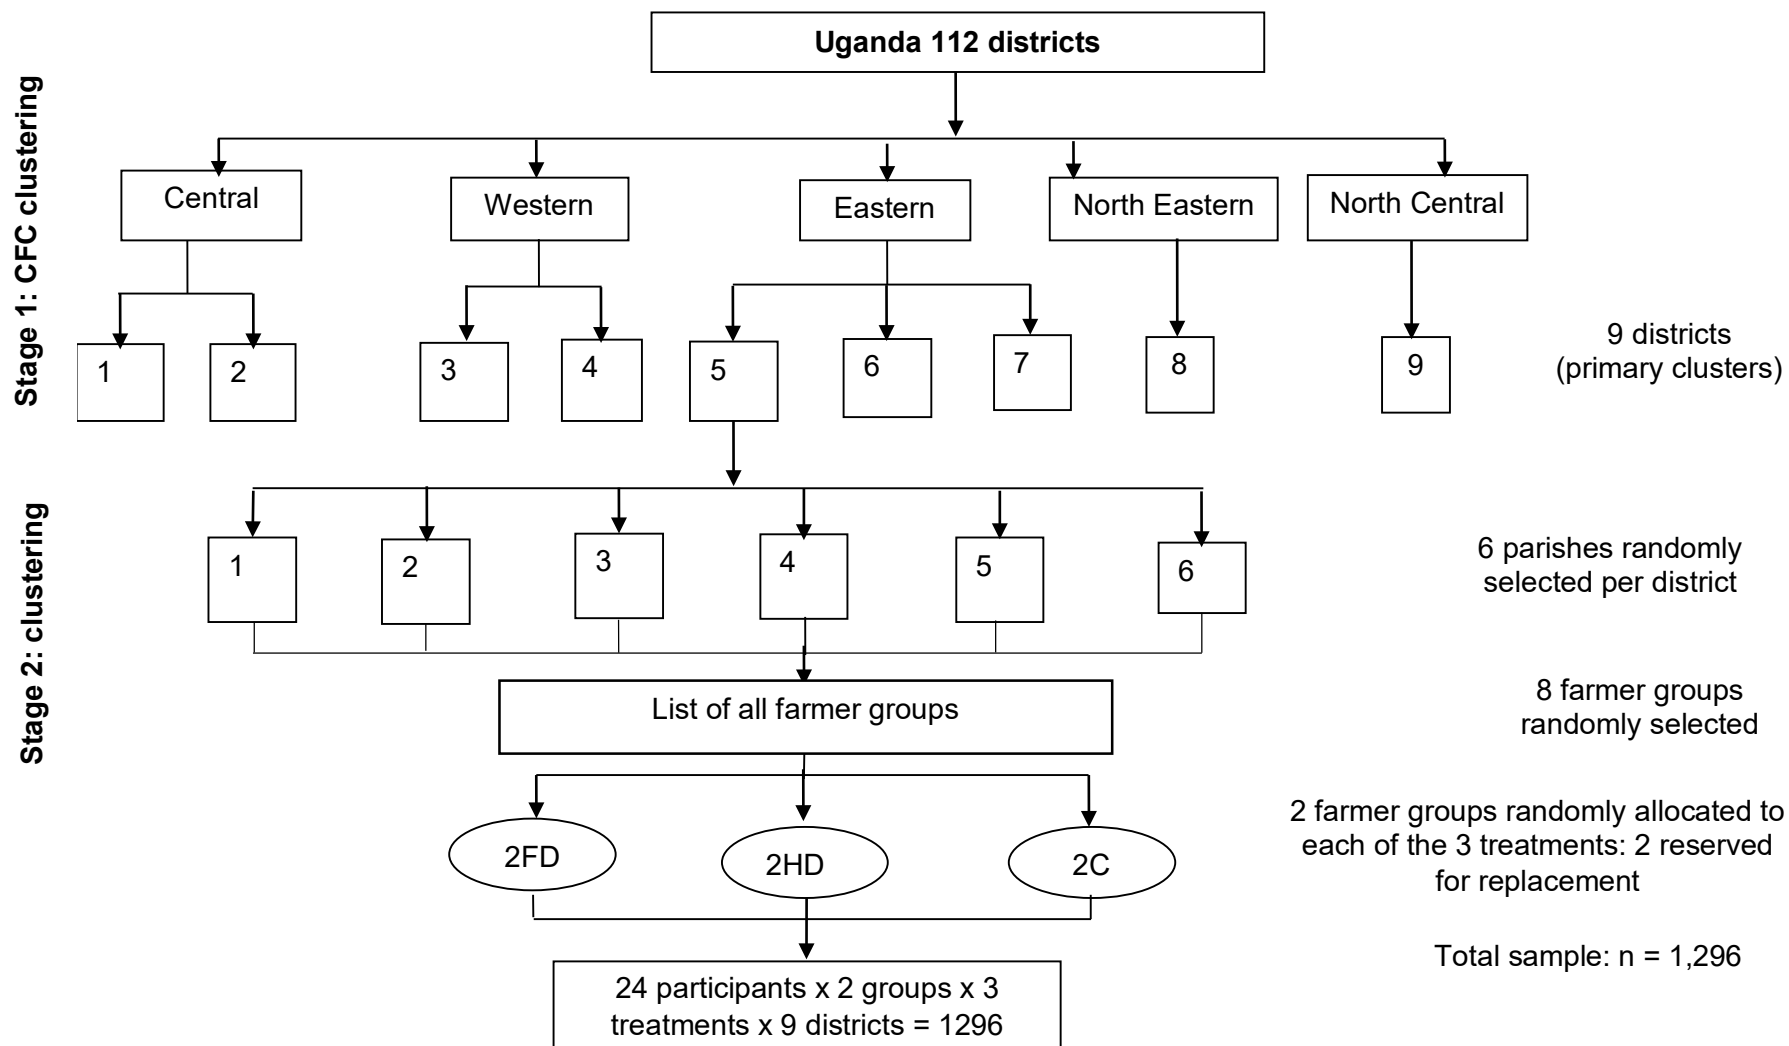 Uganda 112 districts
Stage 1: CFC clustering
Central
Western
Eastern
North Eastern
North Central
1
2
3
4
5
6
7
8
9
9 districts
(primary clusters)
Stage 2: clustering
1
2
3
4
5
6
6 parishes randomly
selected per district
List of all farmer groups
8 farmer groups
randomly selected
2FD
2HD
2C
2 farmer groups randomly allocated to
each of the 3 treatments: 2 reserved
for replacement
24 participants x 2 groups x 3
treatments x 9 districts = 1296
Total sample: n = 1,296